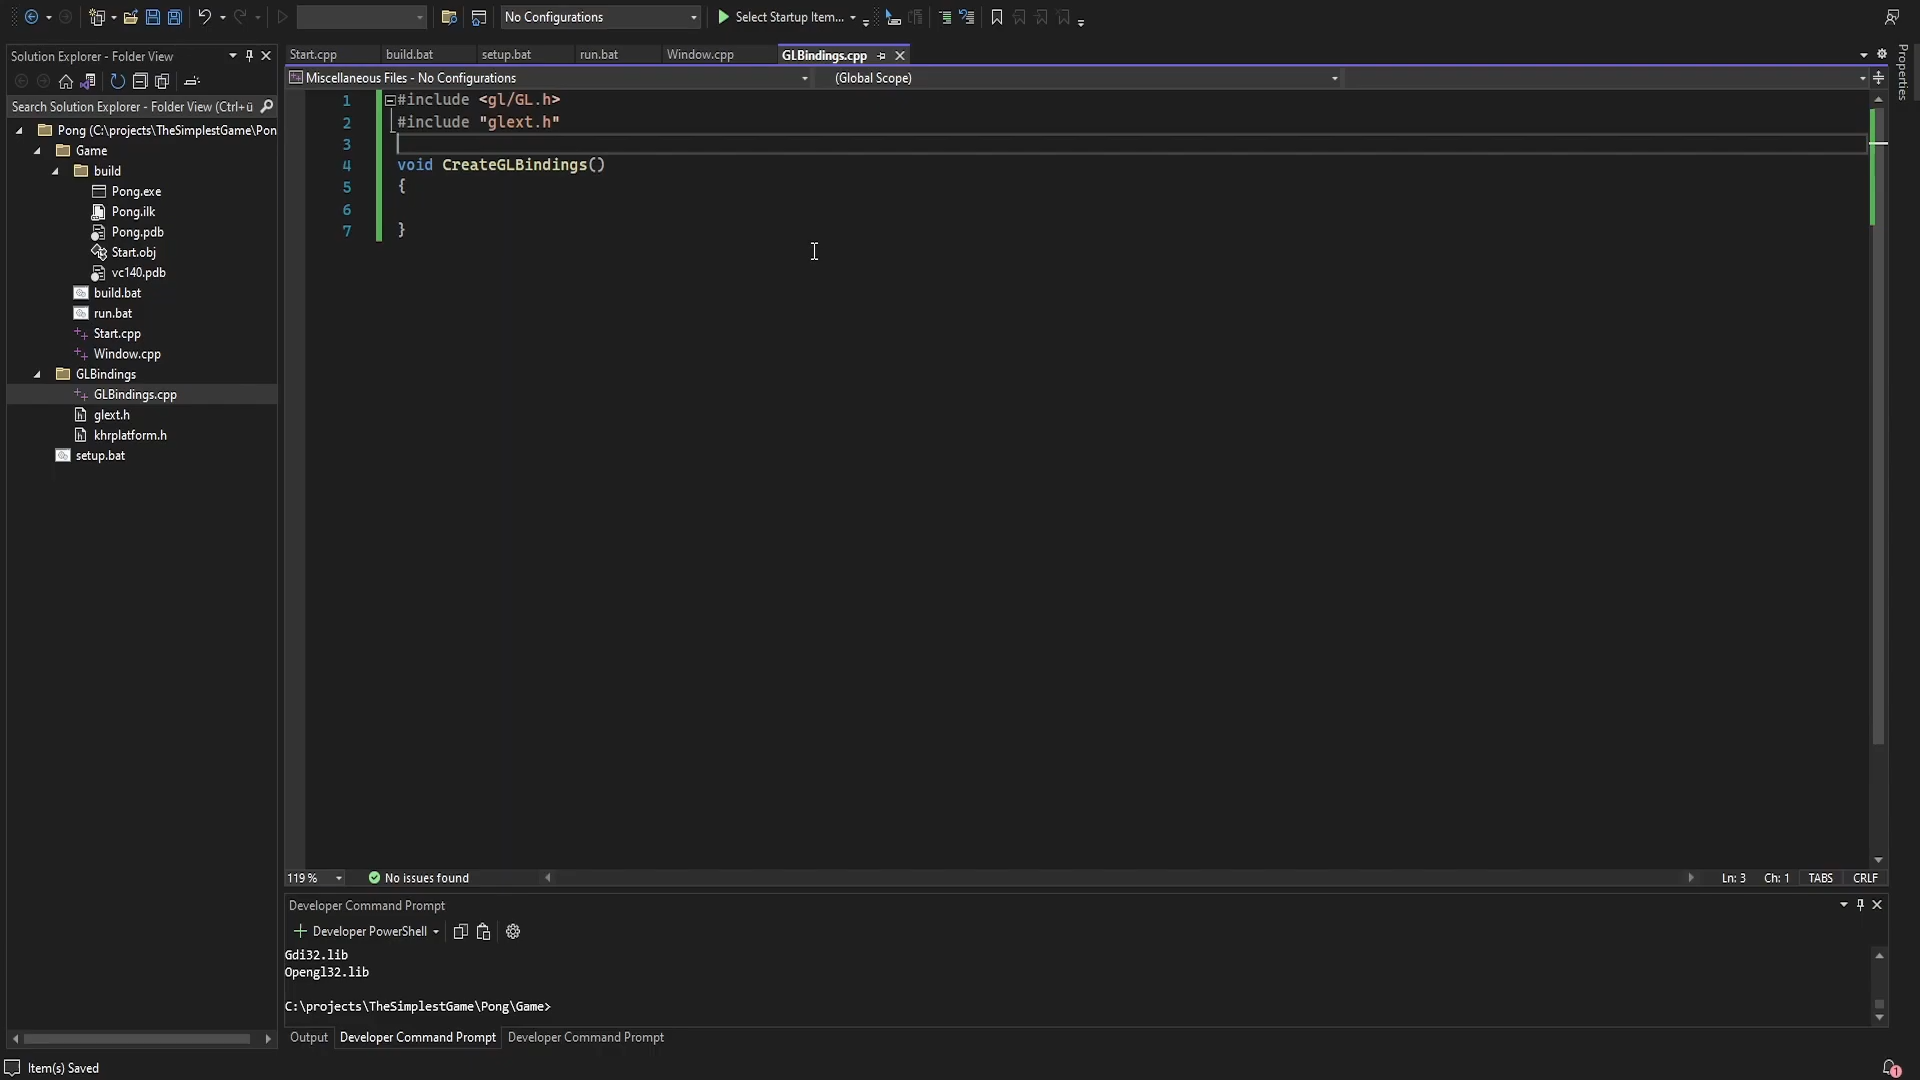 No Configurations
Select Startup Item...
Solution Explorer - Folder View
Search Solution Explorer - Folder View (Ctrl+ü
Pong (C:\projects\TheSimplestGame\Pon
Game
build
Pong.exe
Pong.ilk
Pong.pdb
Start.obj
vc140.pdb
build.bat
run.bat
Start.cpp
Window.cpp
GLBindings
GLBindings.cpp
glext.h
khrplatform.h
setup.bat
Start.cpp build.bat setup.bat run.bat Window.cpp GLBindings.cpp
Miscellaneous Files - No Configurations (Global Scope)
1 #include <gl/GL.h>
2 #include "glext.h"
3
4 void CreateGLBindings()
5 {
6
7 }
Properties
119 % No issues found Ln: 3 Ch: 1 TABS CRLF
Developer Command Prompt
Developer PowerShell
Gdi32.lib
Opengl32.lib
C:\projects\TheSimplestGame\Pong\Game>
Output Developer Command Prompt Developer Command Prompt
Item(s) Saved
1